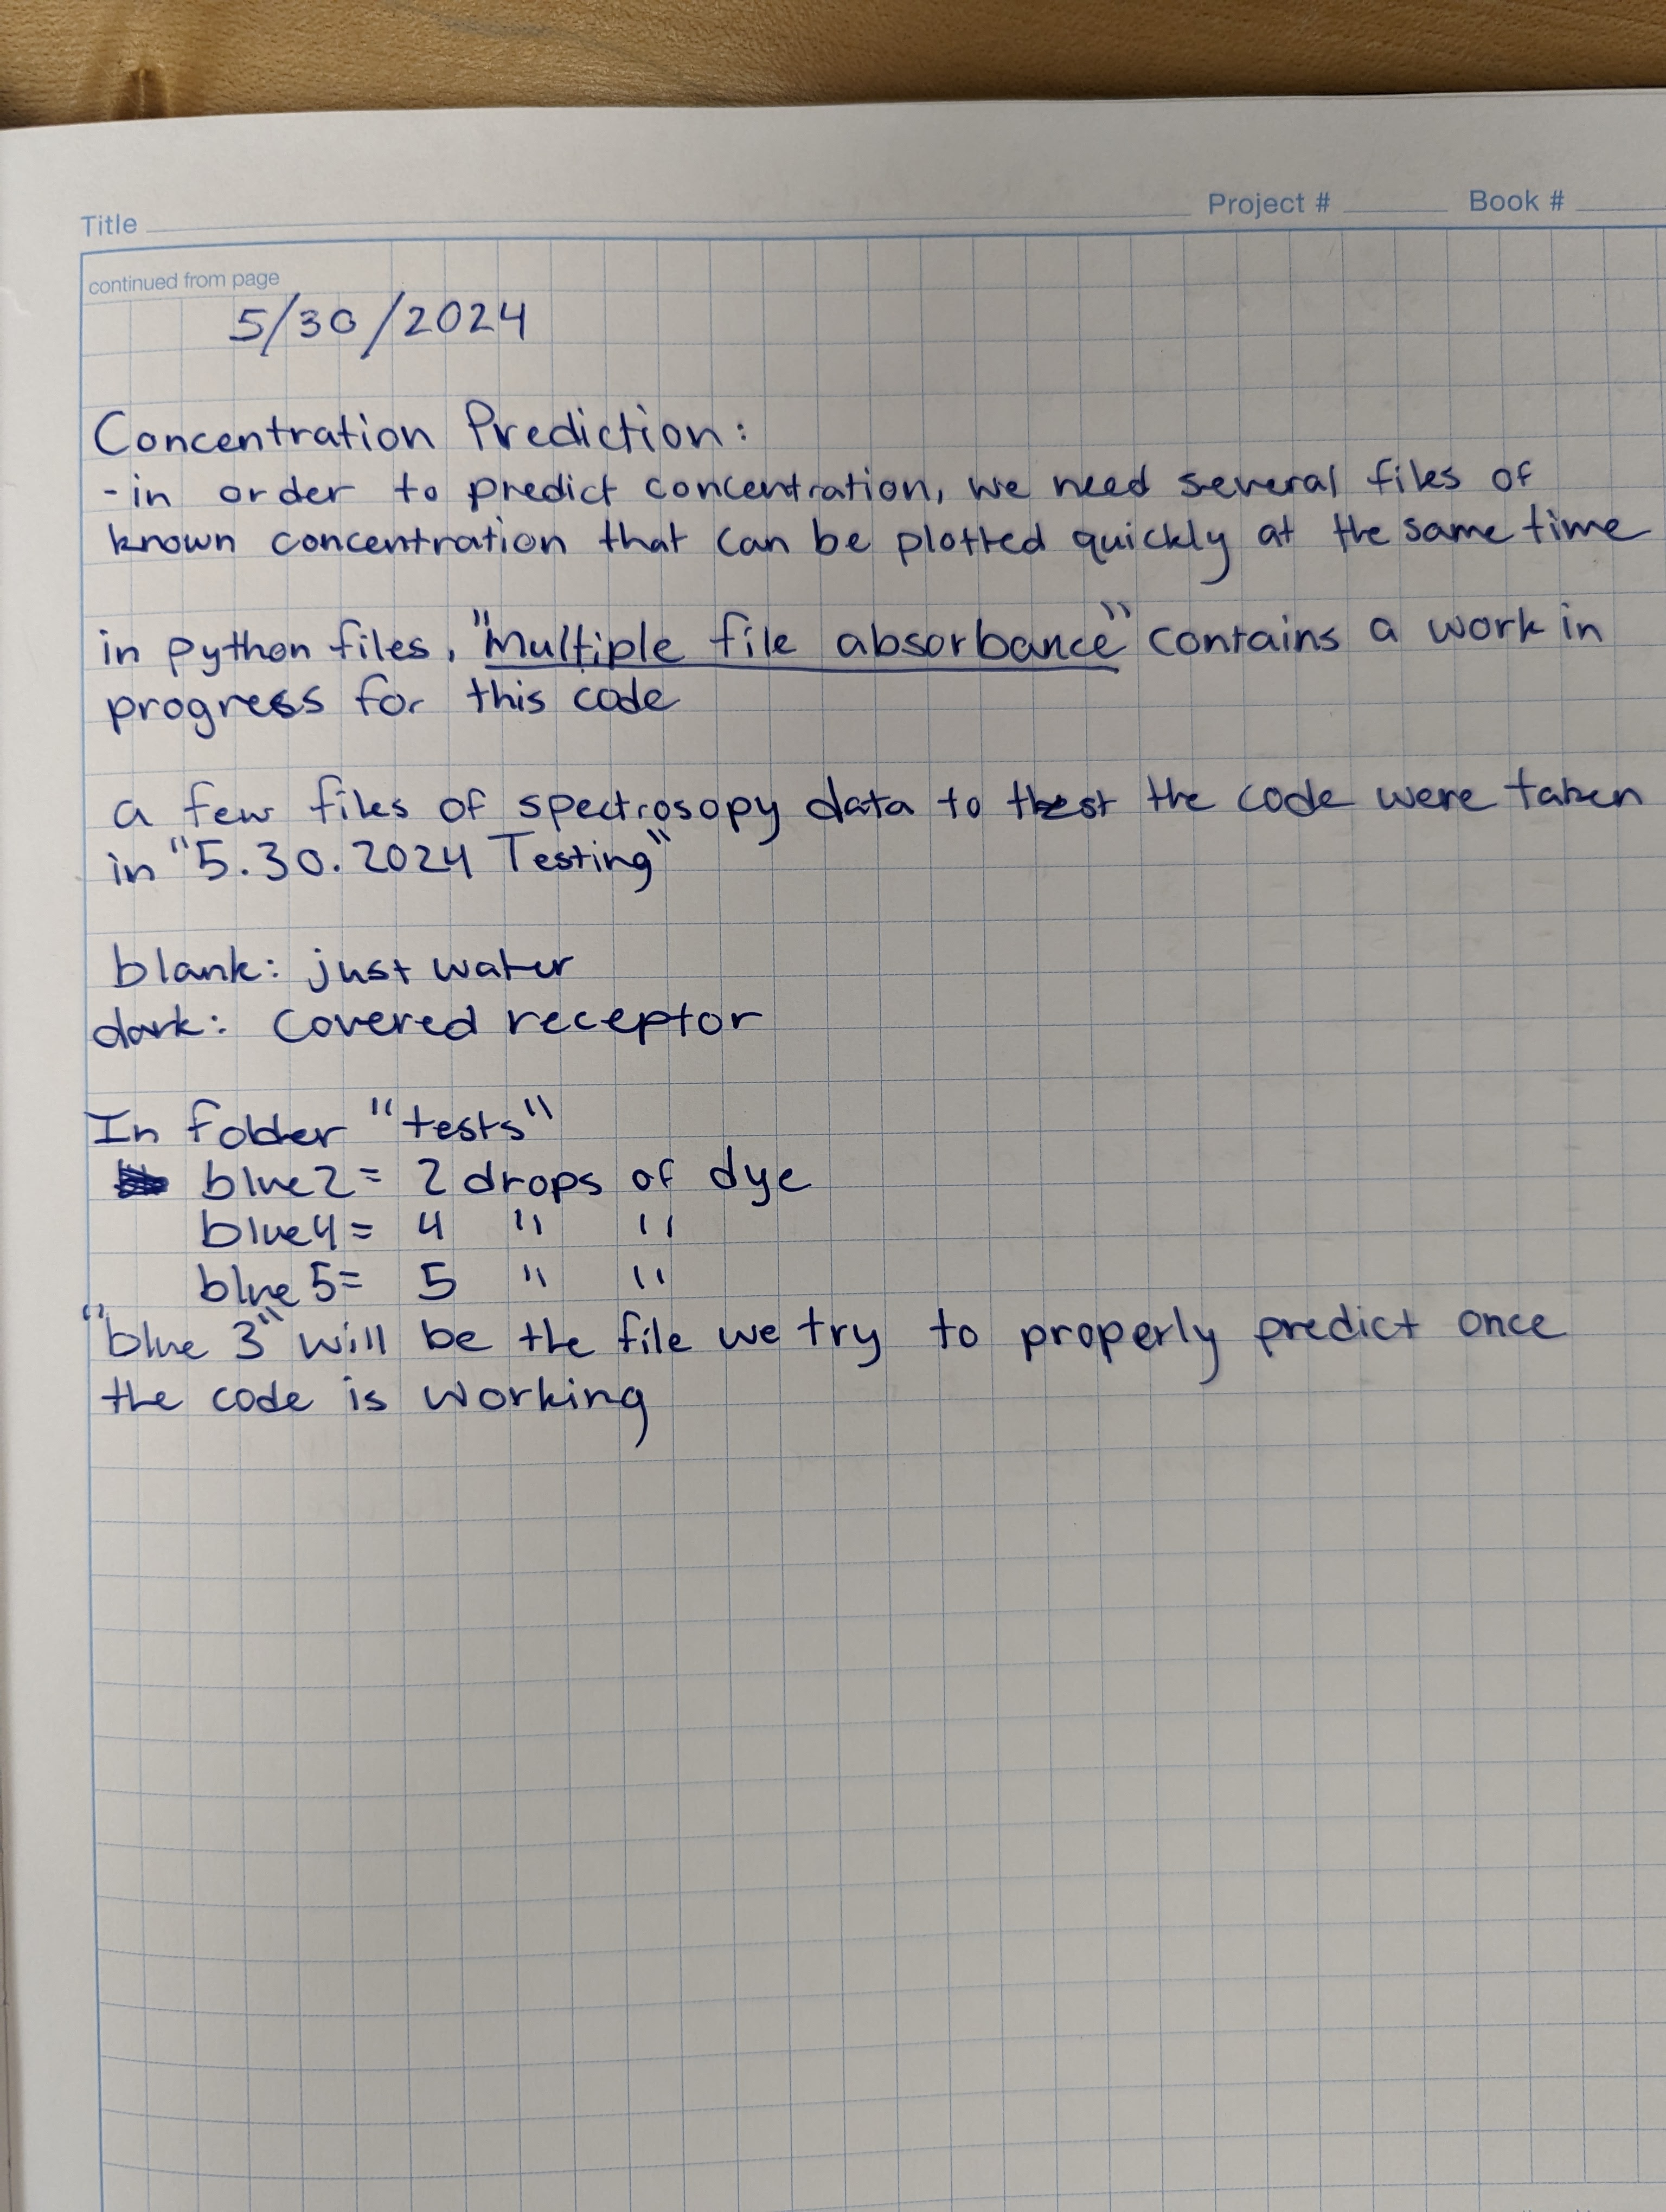 Title Project # Book #
continued from page
5/30/2024
Concentration Prediction:
- in order to predict concentration, we need several files of
known concentration that can be plotted quickly at the same time
in python files, "Multiple file absorbance" contains a work in
progress for this code
a few files of spectrosopy data to test the code were taken
in "5.30.2024 Testing"
blank: just water
dark: covered receptor
In folder "tests"
blue2 = 2 drops of dye
blue4 = 4 " "
blue5 = 5 " "
"blue 3" will be the file we try to properly predict once
the code is working